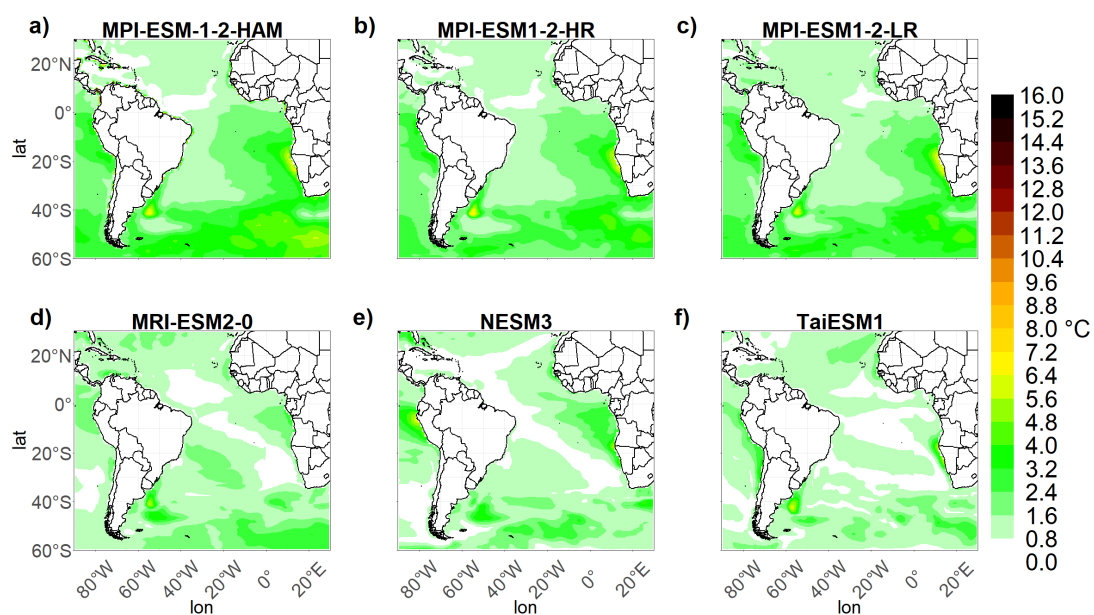 a) MPI-ESM-1-2-HAM
b) MPI-ESM1-2-HR
c) MPI-ESM1-2-LR
lat
20°N
0°
20°S
40°S
60°S
d) MRI-ESM2-0
e) NESM3
f) TaiESM1
lat
20°N
0°
20°S
40°S
60°S
80°W 60°W 40°W 20°W 0° 20°E
80°W 60°W 40°W 20°W 0° 20°E
80°W 60°W 40°W 20°W 0° 20°E
lon lon lon
16.0
15.2
14.4
13.6
12.8
12.0
11.2
10.4
9.6
8.8
8.0 °C
7.2
6.4
5.6
4.8
4.0
3.2
2.4
1.6
0.8
0.0